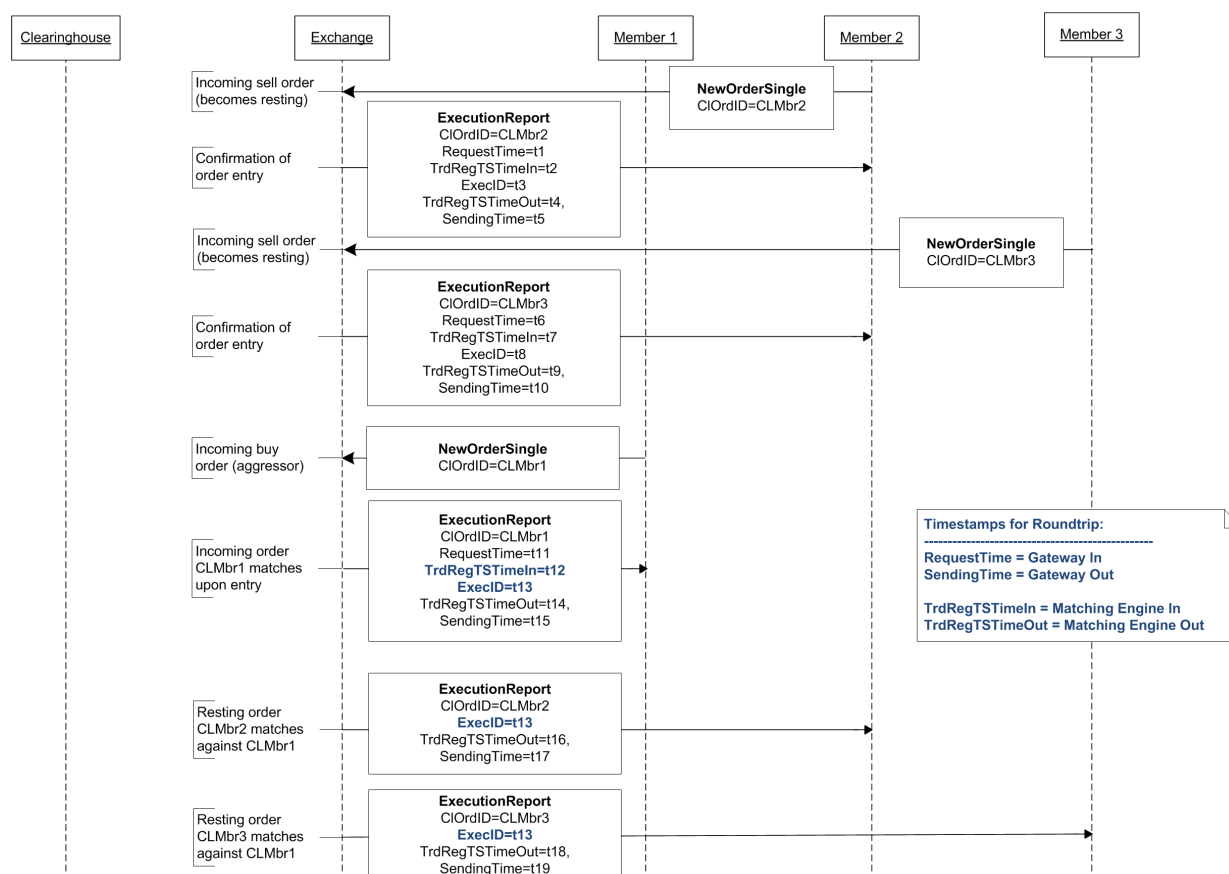 Clearinghouse
Exchange
Member 1
Member 2
Member 3
Incoming sell order
(becomes resting)
NewOrderSingle
ClOrdID=CLMbr2
ExecutionReport
ClOrdID=CLMbr2
RequestTime=t1
TrdRegTSTimeIn=t2
ExecID=t3
TrdRegTSTimeOut=t4,
SendingTime=t5
Confirmation of
order entry
Incoming sell order
(becomes resting)
NewOrderSingle
ClOrdID=CLMbr3
ExecutionReport
ClOrdID=CLMbr3
RequestTime=t6
TrdRegTSTimeIn=t7
ExecID=t8
TrdRegTSTimeOut=t9,
SendingTime=t10
Confirmation of
order entry
Incoming buy
order (aggressor)
NewOrderSingle
ClOrdID=CLMbr1
Incoming order
CLMbr1 matches
upon entry
ExecutionReport
ClOrdID=CLMbr1
RequestTime=t11
TrdRegTSTimeIn=t12
ExecID=t13
TrdRegTSTimeOut=t14,
SendingTime=t15
Timestamps for Roundtrip:
-------------------------------------------------
RequestTime = Gateway In
SendingTime = Gateway Out
TrdRegTSTimeIn = Matching Engine In
TrdRegTSTimeOut = Matching Engine Out
Resting order
CLMbr2 matches
against CLMbr1
ExecutionReport
ClOrdID=CLMbr2
ExecID=t13
TrdRegTSTimeOut=t16,
SendingTime=t17
Resting order
CLMbr3 matches
against CLMbr1
ExecutionReport
ClOrdID=CLMbr3
ExecID=t13
TrdRegTSTimeOut=t18,
SendingTime=t19